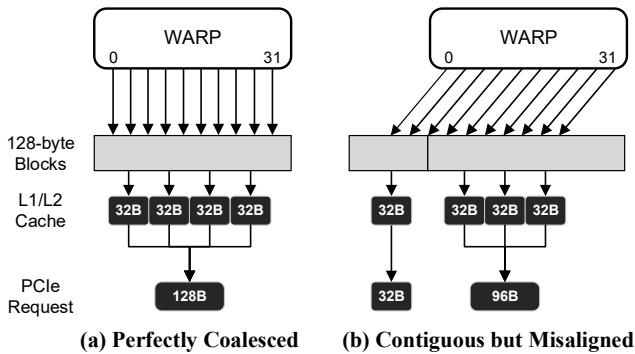 WARP
0 31
WARP
0 31
128-byte
Blocks
L1/L2
Cache
32B 32B 32B 32B
32B
32B 32B 32B
PCIe
Request
128B
32B
96B
(a) Perfectly Coalesced
(b) Contiguous but Misaligned